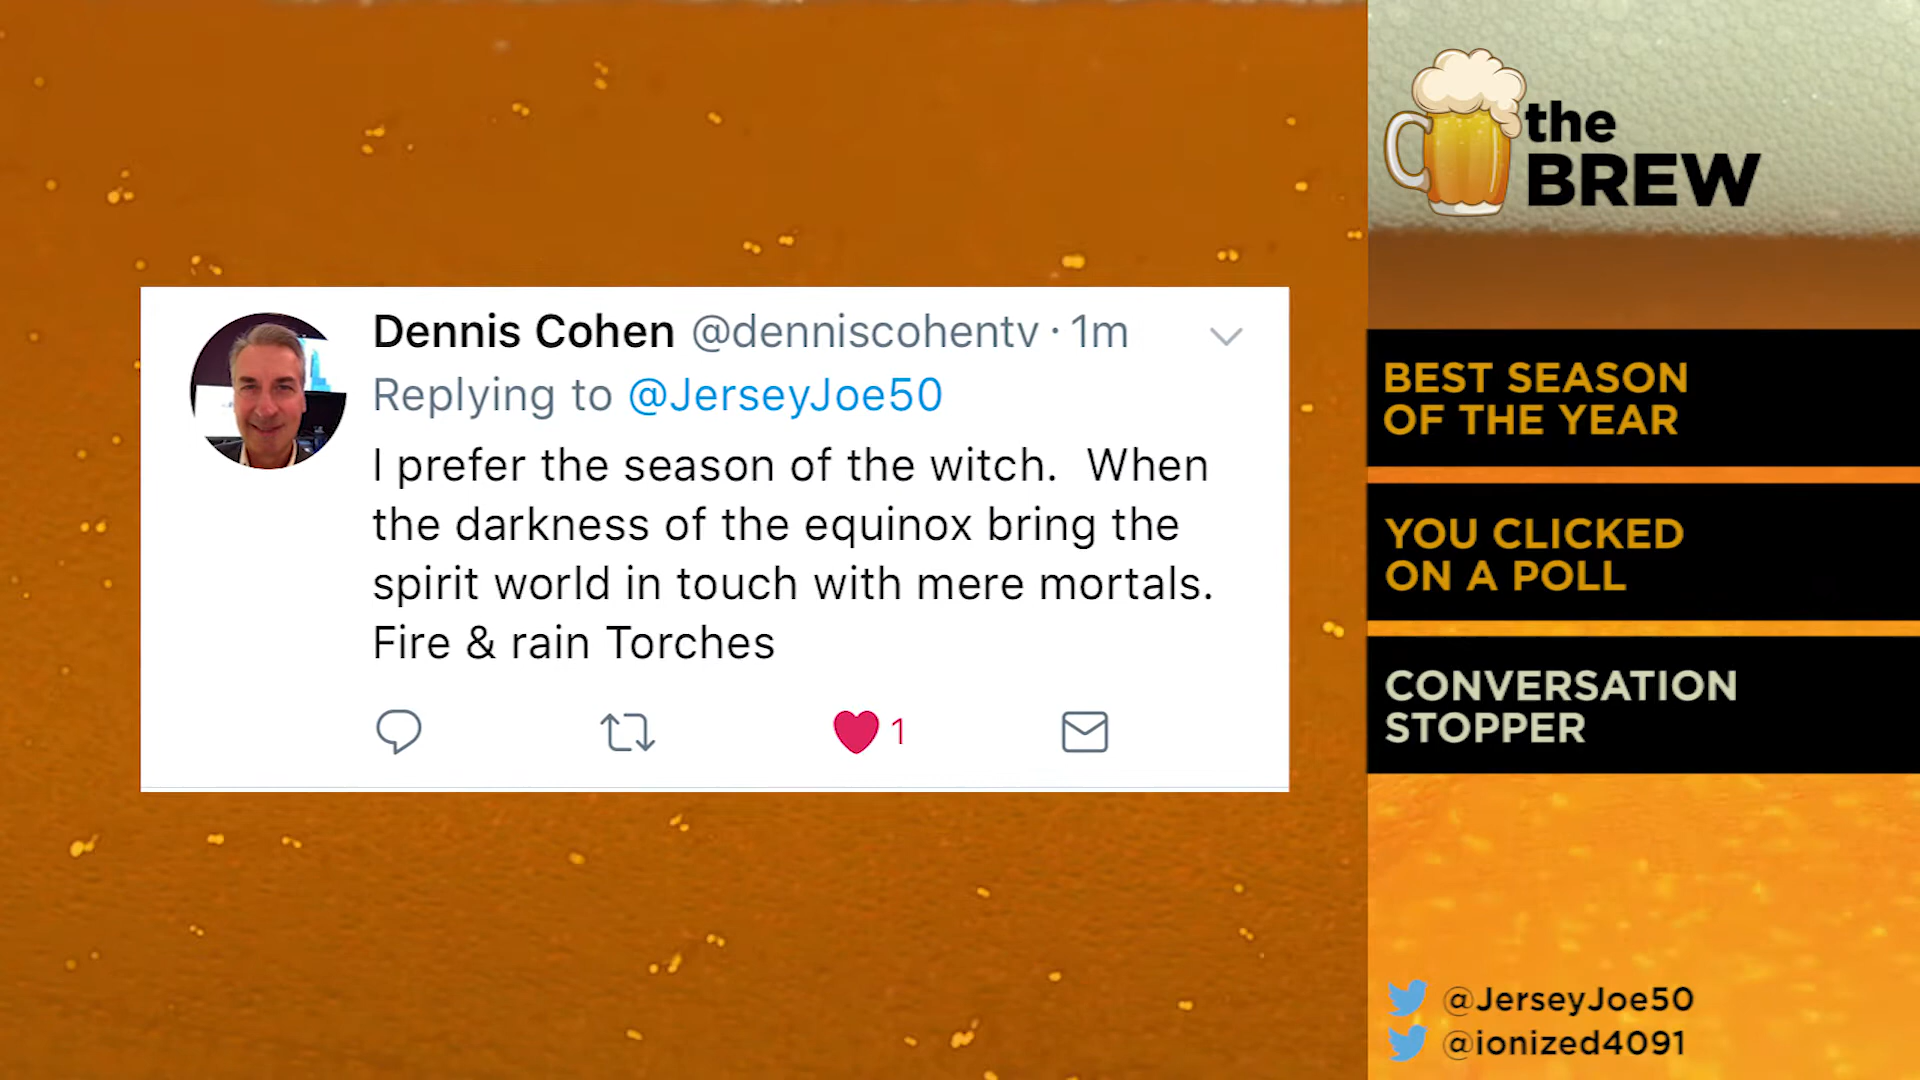 Dennis Cohen @denniscohentv · 1m
Replying to @JerseyJoe50
I prefer the season of the witch.  When
the darkness of the equinox bring the
spirit world in touch with mere mortals.
Fire & rain Torches
1
the
BREW
BEST SEASON
OF THE YEAR
YOU CLICKED
ON A POLL
CONVERSATION
STOPPER
@JerseyJoe50
@ionized4091